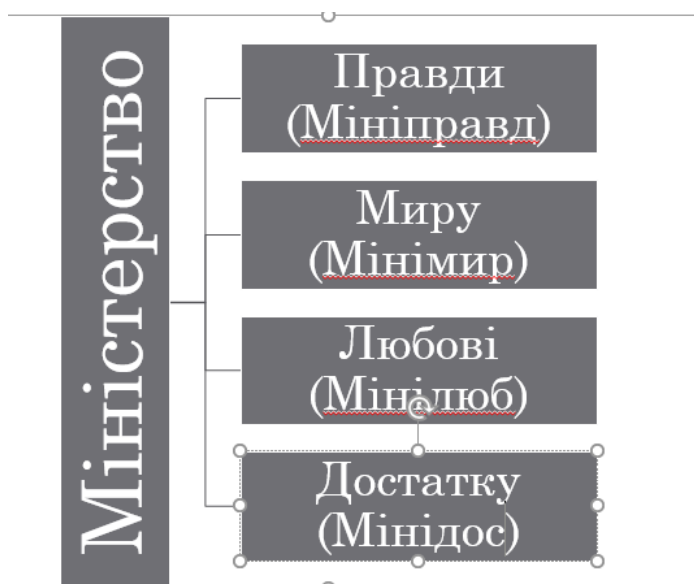 Міністерство
Правди
(Мініправд)
Миру
(Мінімир)
Любові
(Мінілюб)
Достатку
(Мінідос)